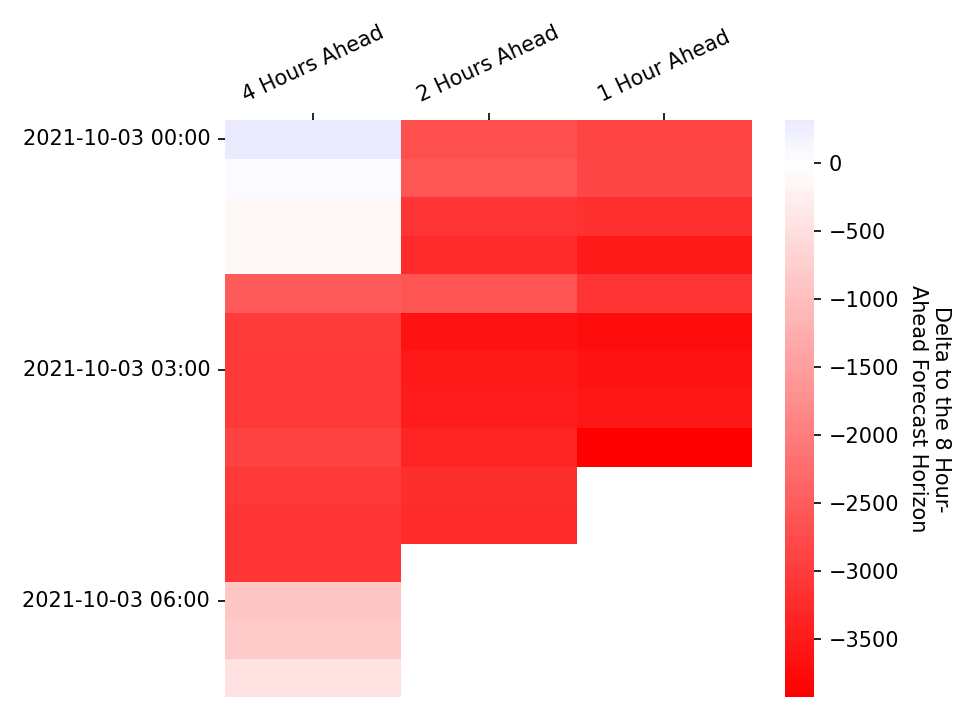 4 Hours Ahead
2 Hours Ahead
1 Hour Ahead
2021-10-03 00:00
2021-10-03 03:00
2021-10-03 06:00
0
−500
−1000
−1500
−2000
−2500
−3000
−3500
Delta to the 8 Hour-
Ahead Forecast Horizon